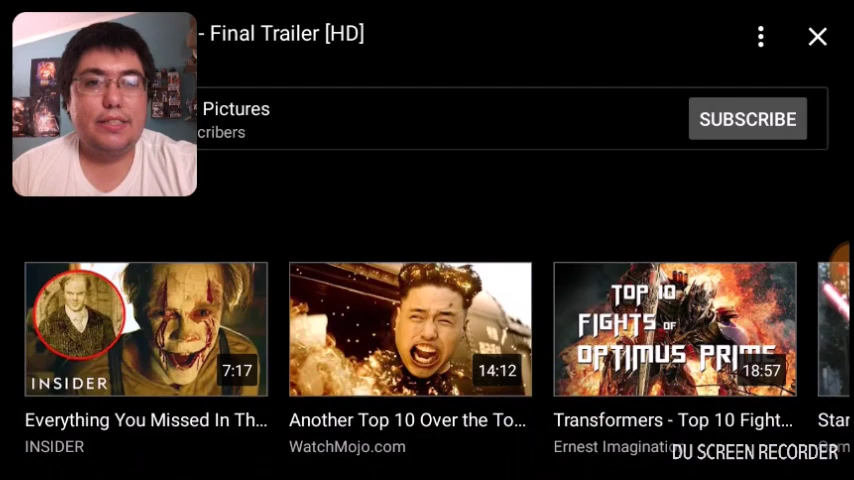 - Final Trailer [HD]
Pictures
cribers
SUBSCRIBE
TOP 10
FIGHTS OF
OPTIMUS PRIME
INSIDER
7:17
14:12
18:57
Everything You Missed In Th...
Another Top 10 Over the To...
Transformers - Top 10 Fight...
Star
INSIDER
WatchMojo.com
Ernest Imagination
DU SCREEN RECORDER